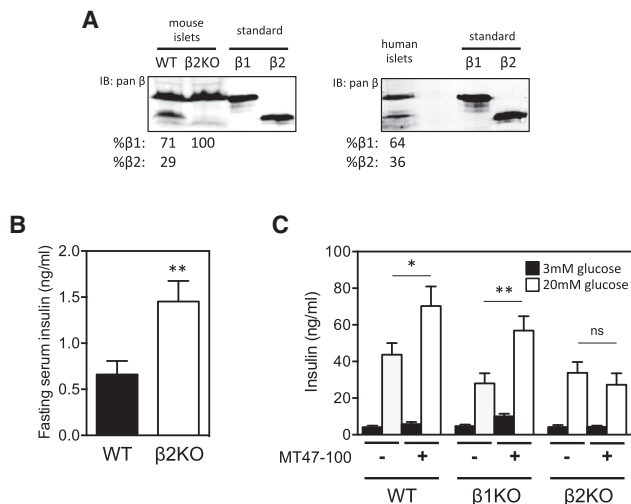 A
mouse islets
standard
WT β2KO β1 β2
IB: pan β
%β1: 71 100
%β2: 29
human islets
standard
β1 β2
IB: pan β
%β1: 64
%β2: 36
B
Fasting serum insulin (ng/ml)
2.0
1.5
1.0
0.5
0.0
**
WT β2KO
C
Insulin (ng/ml)
100
80
60
40
20
0
3mM glucose
20mM glucose
*
**
ns
MT47-100 - + - + - +
WT β1KO β2KO